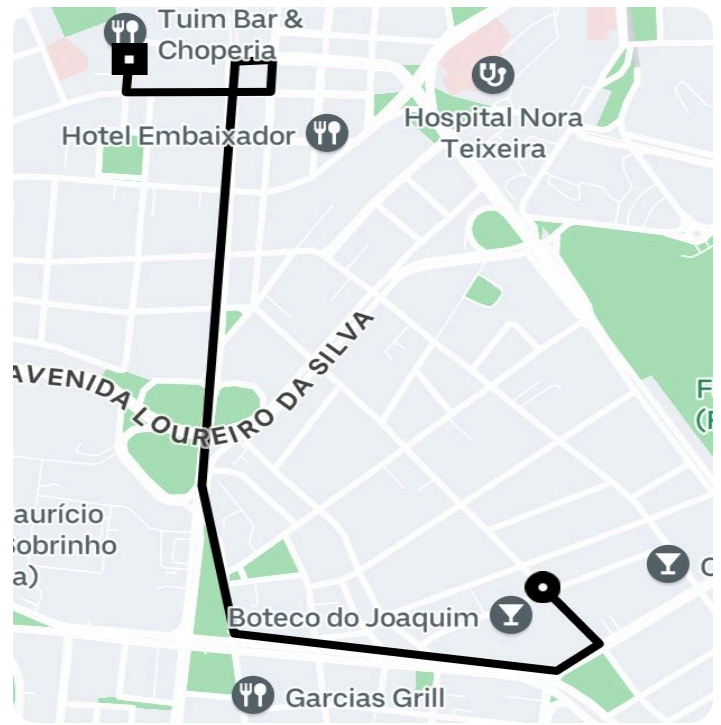 Tuim Bar &
Choperia
Hospital Nora
Teixeira
Hotel Embaixador
AVENIDA LOUREIRO DA SILVA
F
(F
aurício
Sobrinho
a)
C
Boteco do Joaquim
Garcias Grill